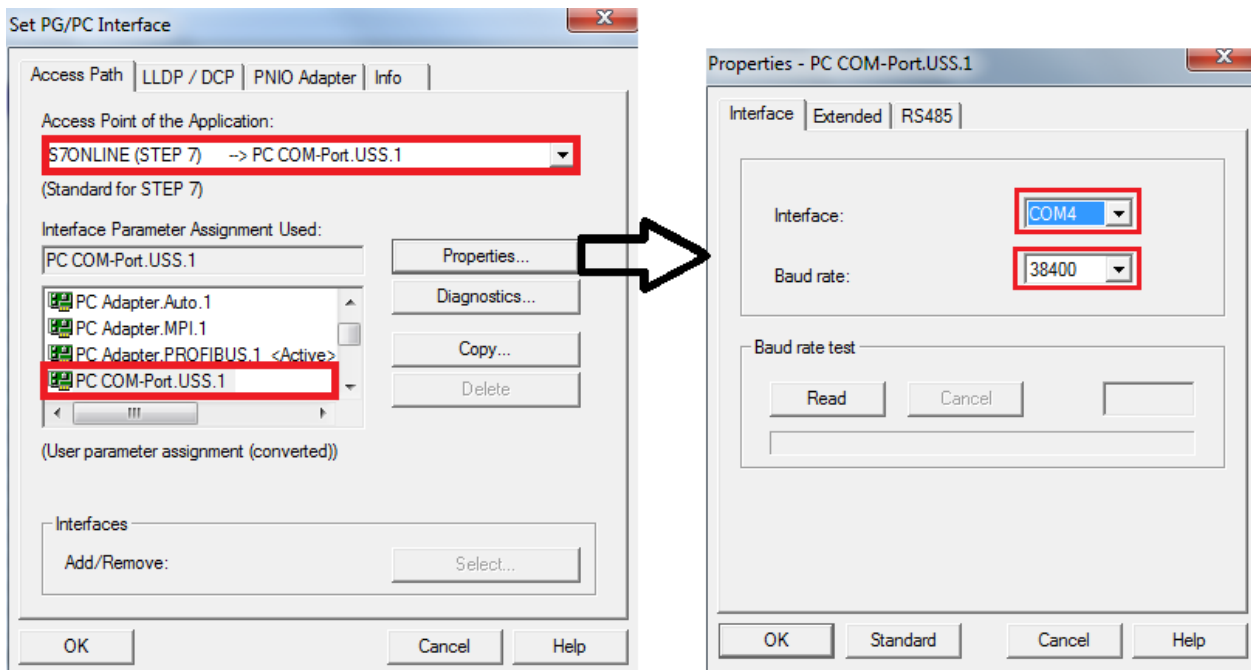 Set PG/PC Interface
Access Path
LLDP / DCP
PNIO Adapter
Info
Access Point of the Application:
S7ONLINE (STEP 7) --> PC COM-Port.USS.1
(Standard for STEP 7)
Interface Parameter Assignment Used:
PC COM-Port.USS.1
Properties...
PC Adapter.Auto.1
Diagnostics...
PC Adapter.MPI.1
PC Adapter.PROFIBUS.1 <Active>
Copy...
PC COM-Port.USS.1
Delete
(User parameter assignment (converted))
Interfaces
Add/Remove:
Select...
OK
Cancel
Help
Properties - PC COM-Port.USS.1
Interface
Extended
RS485
Interface:
COM4
Baud rate:
38400
Baud rate test
Read
Cancel
OK
Standard
Cancel
Help